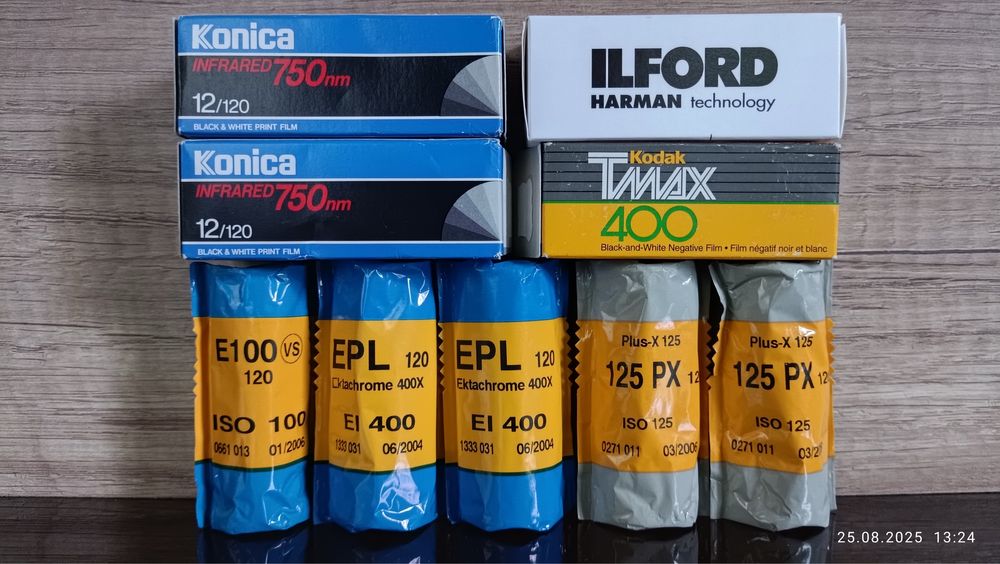 Konica
INFRARED 750nm
12/120
BLACK & WHITE PRINT FILM
ILFORD
HARMAN technology
Konica
INFRARED 750nm
12/120
BLACK & WHITE PRINT FILM
Kodak
TMAX
400
Black-and-White Negative Film • Film négatif noir et blanc
E100 VS
120
ISO 100
0661 013 01/2006
EPL 120
Ektachrome 400X
EI 400
1333 031 06/2004
EPL 120
Ektachrome 400X
EI 400
1333 031 06/2004
Plus-X 125
125 PX 12
ISO 125
0271 011 03/2006
Plus-X 125
125 PX 12
ISO 125
0271 011
25.08.2025 13:24